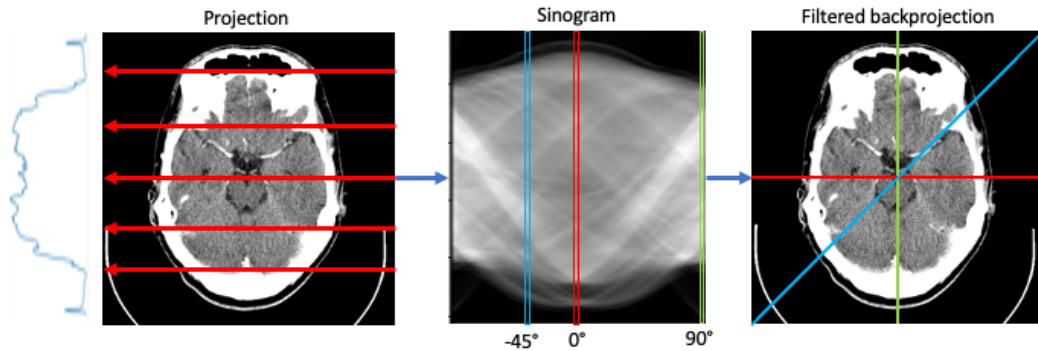 Projection
Sinogram
Filtered backprojection
-45°
0°
90°